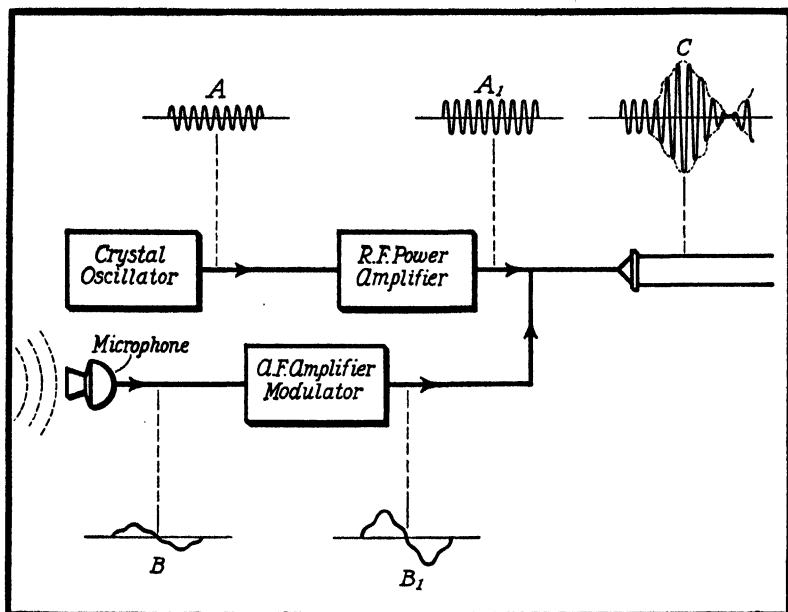 A
A1
C
Crystal
Oscillator
R.F. Power
Amplifier
Microphone
a.f. amplifier
Modulator
B
B1